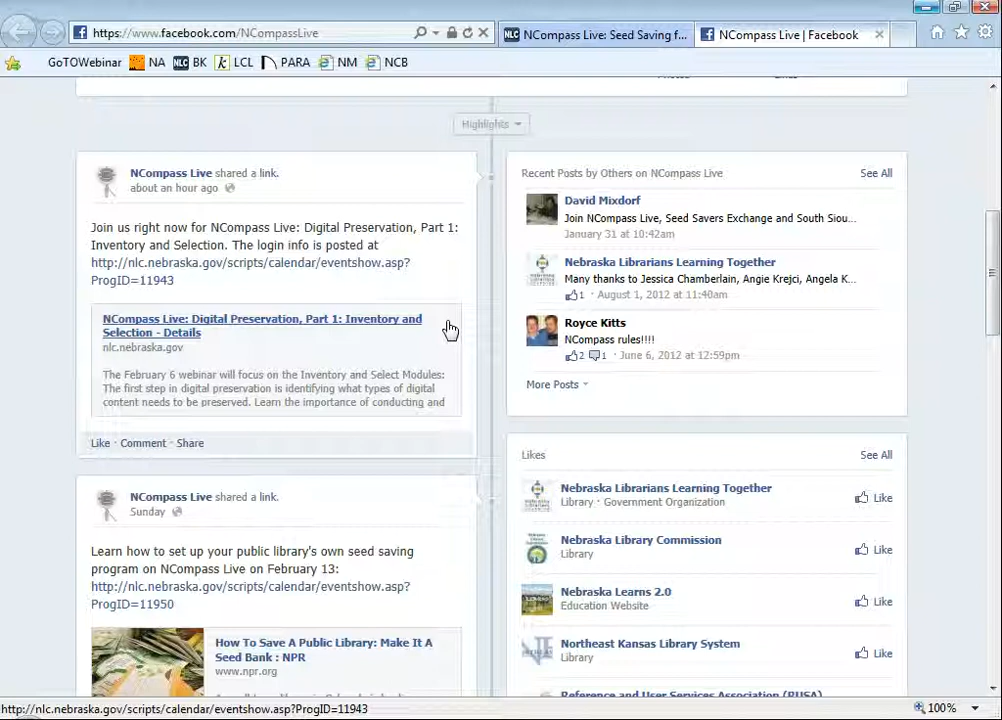 https://www.facebook.com/NCompassLive
NLC NCompass Live: Seed Saving f...
NCompass Live | Facebook
GoTOWebinar NA NLC BK k LCL PARA NM NCB
Highlights
NCompass Live shared a link.
about an hour ago
Join us right now for NCompass Live: Digital Preservation, Part 1:
Inventory and Selection. The login info is posted at
http://nlc.nebraska.gov/scripts/calendar/eventshow.asp?
ProgID=11943
NCompass Live: Digital Preservation, Part 1: Inventory and
Selection - Details
nlc.nebraska.gov
The February 6 webinar will focus on the Inventory and Select Modules:
The first step in digital preservation is identifying what types of digital
content needs to be preserved. Learn the importance of conducting and
Like · Comment · Share
NCompass Live shared a link.
Sunday
Learn how to set up your public library's own seed saving
program on NCompass Live on February 13:
http://nlc.nebraska.gov/scripts/calendar/eventshow.asp?
ProgID=11950
How To Save A Public Library: Make It A
Seed Bank : NPR
www.npr.org
Recent Posts by Others on NCompass Live
See All
David Mixdorf
Join NCompass Live, Seed Savers Exchange and South Siou...
January 31 at 10:42am
Nebraska Librarians Learning Together
Many thanks to Jessica Chamberlain, Angie Krejci, Angela K...
1 · August 1, 2012 at 11:40am
Royce Kitts
NCompass rules!!!!
2 1 · June 6, 2012 at 12:59pm
More Posts
Likes
See All
Nebraska Librarians Learning Together
Library · Government Organization
Like
Nebraska Library Commission
Library
Like
Nebraska Learns 2.0
Education Website
Like
Northeast Kansas Library System
Library
Like
Reference and User Services Association (RUSA)
http://nlc.nebraska.gov/scripts/calendar/eventshow.asp?ProgID=11943
100%